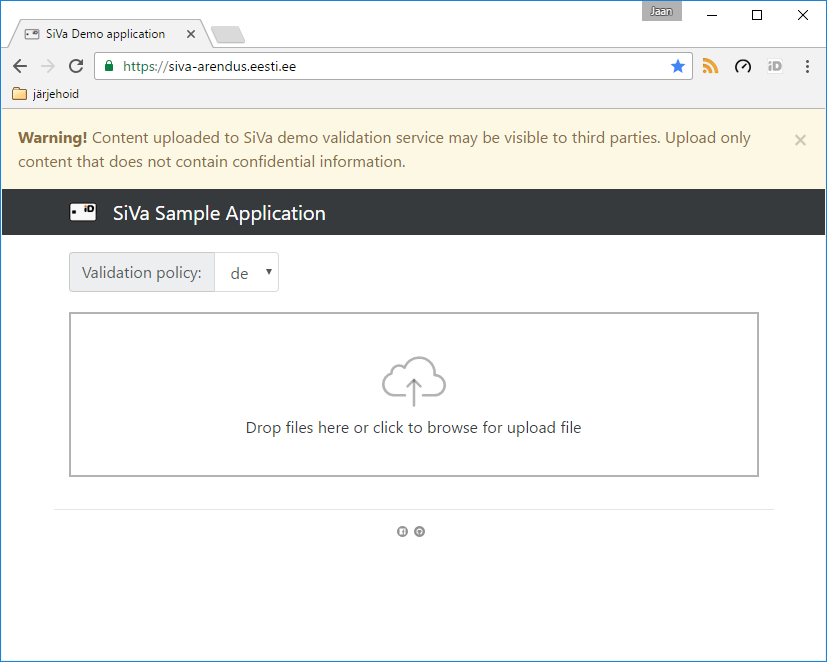 Jaan
SiVa Demo application
https://siva-arendus.eesti.ee
iD
järjehoid
Warning! Content uploaded to SiVa demo validation service may be visible to third parties. Upload only
content that does not contain confidential information.
iD
SiVa Sample Application
Validation policy: de
Drop files here or click to browse for upload file